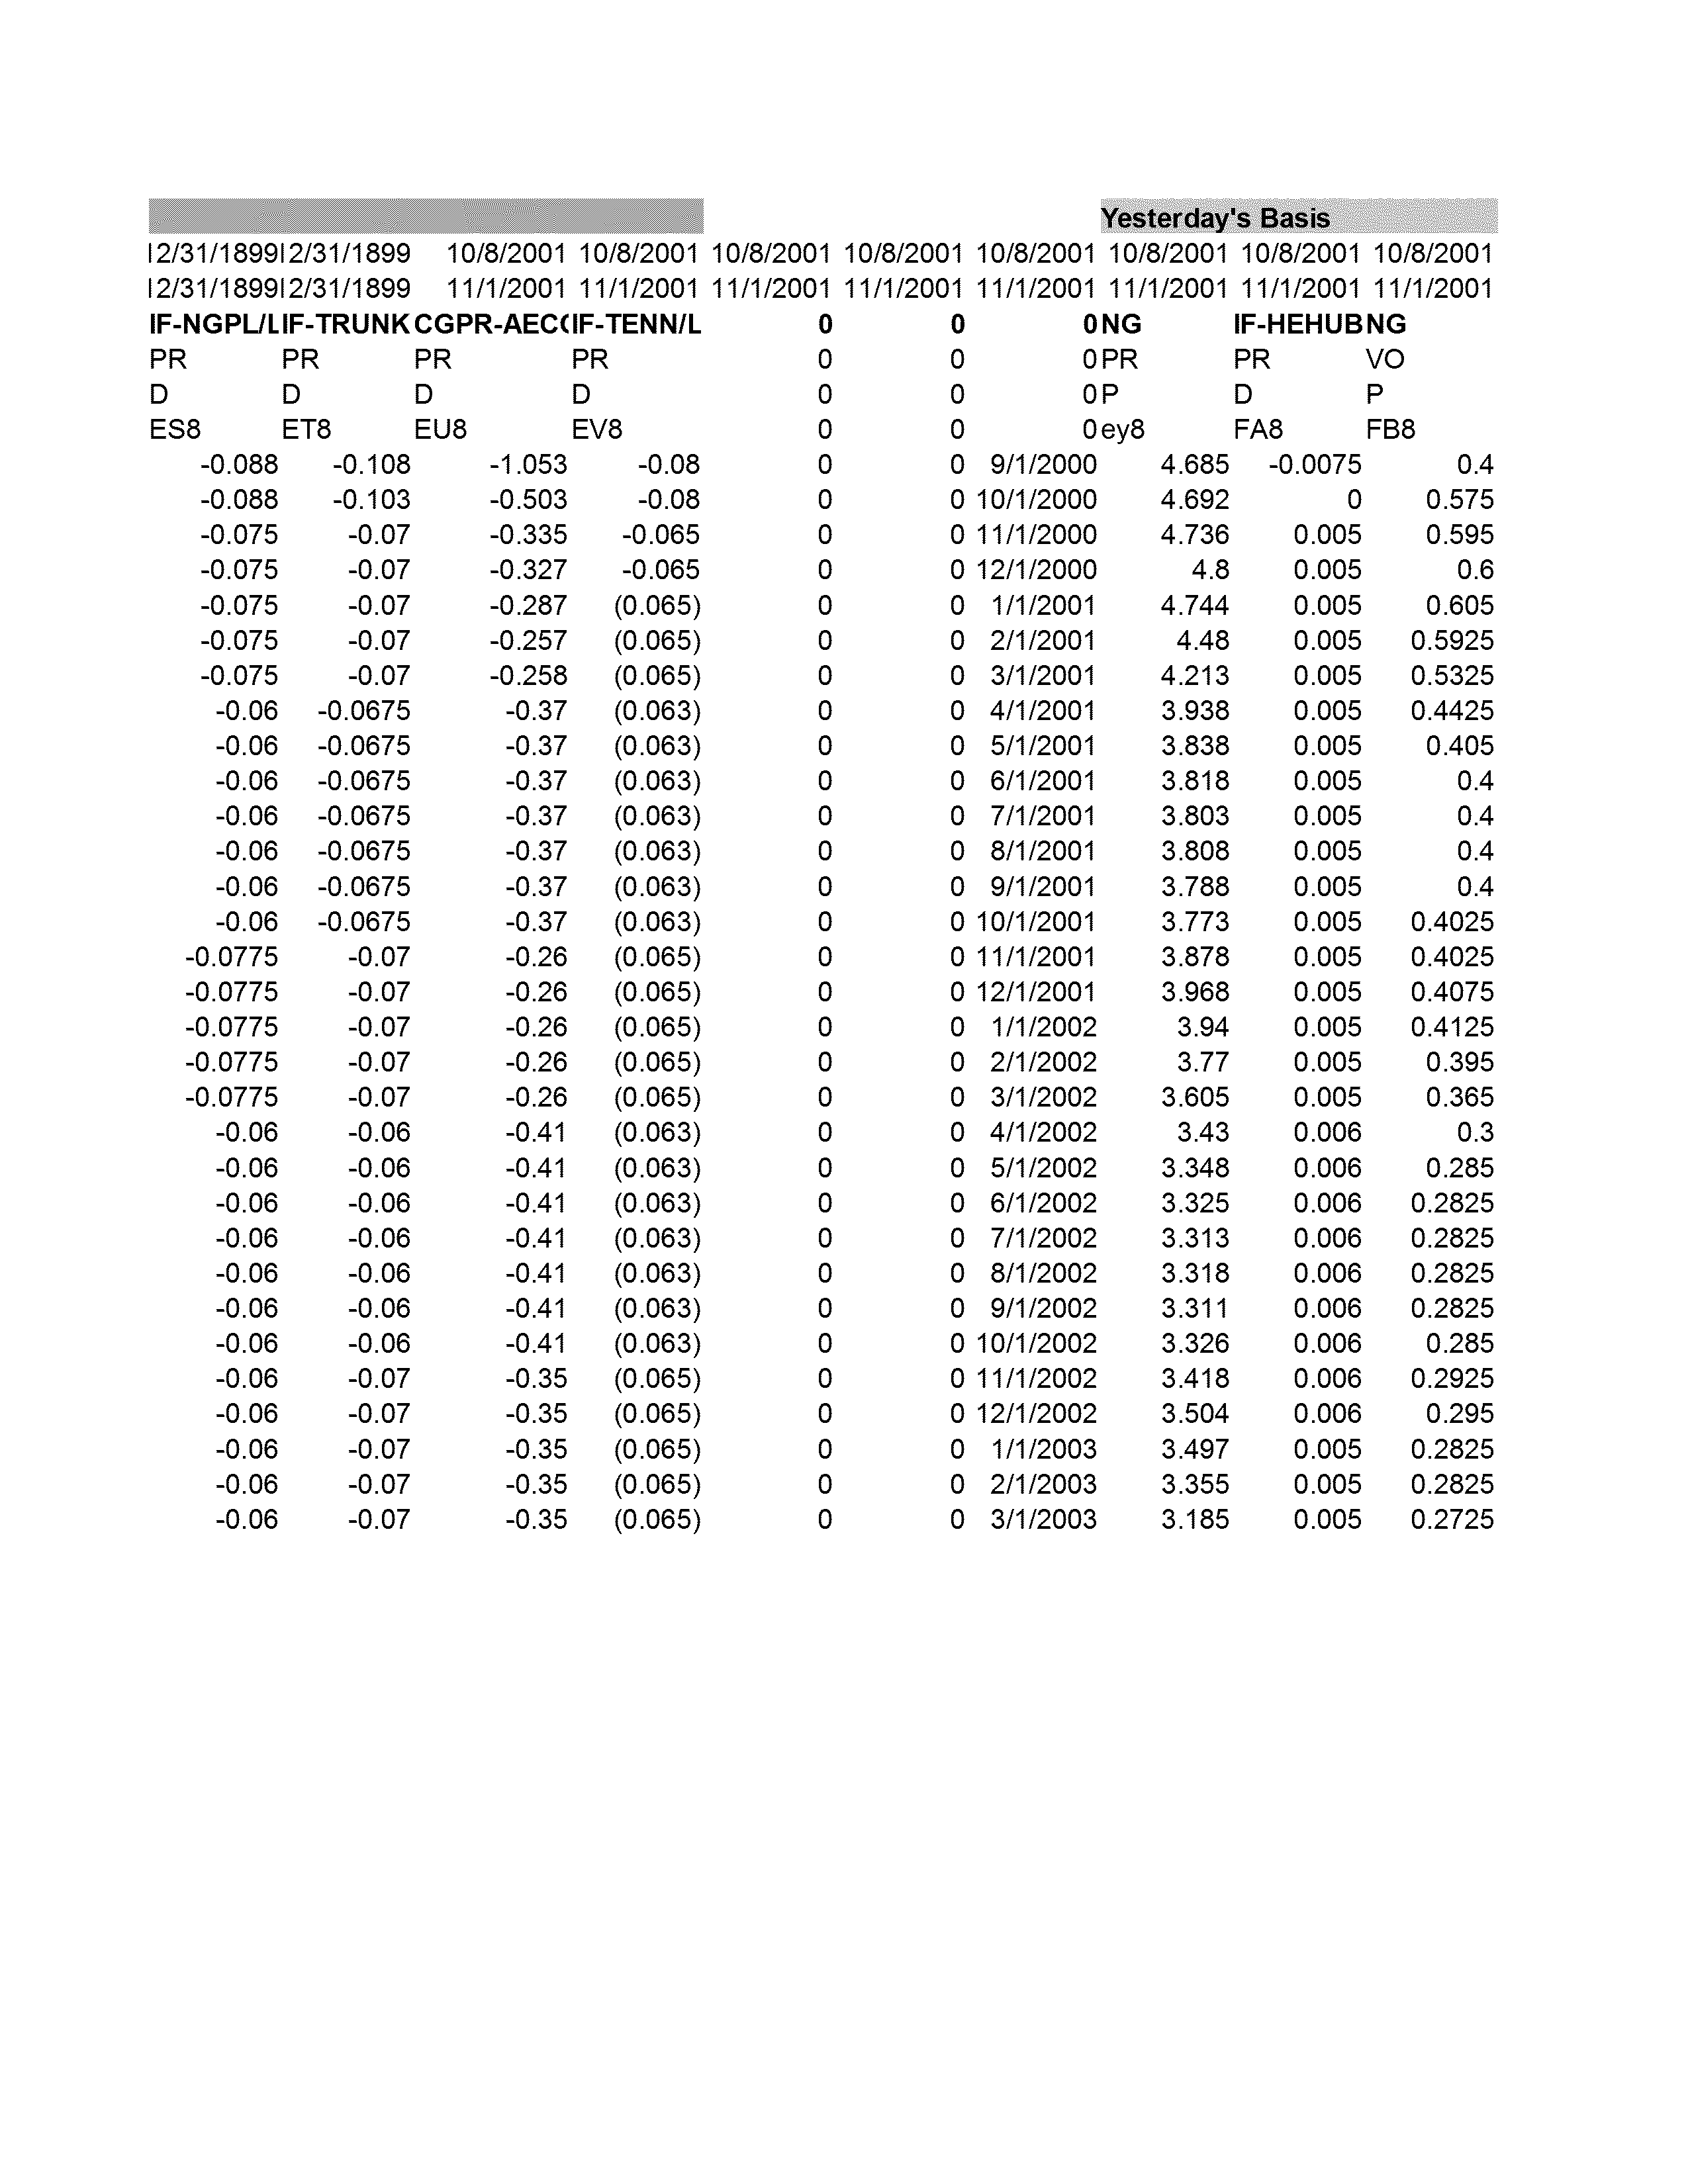 Yesterday's Basis
12/31/1899 12/31/1899 10/8/2001 10/8/2001 10/8/2001 10/8/2001 10/8/2001 10/8/2001 10/8/2001 10/8/2001
12/31/1899 12/31/1899 11/1/2001 11/1/2001 11/1/2001 11/1/2001 11/1/2001 11/1/2001 11/1/2001 11/1/2001
IF-NGPL/L IF-TRUNK CGPR-AECO IF-TENN/L 0 0 0 NG IF-HEHUB NG
PR PR PR PR 0 0 0 PR PR VO
D D D D 0 0 0 P D P
ES8 ET8 EU8 EV8 0 0 0 ey8 FA8 FB8
-0.088 -0.108 -1.053 -0.08 0 0 9/1/2000 4.685 -0.0075 0.4
-0.088 -0.103 -0.503 -0.08 0 0 10/1/2000 4.692 0 0.575
-0.075 -0.07 -0.335 -0.065 0 0 11/1/2000 4.736 0.005 0.595
-0.075 -0.07 -0.327 -0.065 0 0 12/1/2000 4.8 0.005 0.6
-0.075 -0.07 -0.287 (0.065) 0 0 1/1/2001 4.744 0.005 0.605
-0.075 -0.07 -0.257 (0.065) 0 0 2/1/2001 4.48 0.005 0.5925
-0.075 -0.07 -0.258 (0.065) 0 0 3/1/2001 4.213 0.005 0.5325
-0.06 -0.0675 -0.37 (0.063) 0 0 4/1/2001 3.938 0.005 0.4425
-0.06 -0.0675 -0.37 (0.063) 0 0 5/1/2001 3.838 0.005 0.405
-0.06 -0.0675 -0.37 (0.063) 0 0 6/1/2001 3.818 0.005 0.4
-0.06 -0.0675 -0.37 (0.063) 0 0 7/1/2001 3.803 0.005 0.4
-0.06 -0.0675 -0.37 (0.063) 0 0 8/1/2001 3.808 0.005 0.4
-0.06 -0.0675 -0.37 (0.063) 0 0 9/1/2001 3.788 0.005 0.4
-0.06 -0.0675 -0.37 (0.063) 0 0 10/1/2001 3.773 0.005 0.4025
-0.0775 -0.07 -0.26 (0.065) 0 0 11/1/2001 3.878 0.005 0.4025
-0.0775 -0.07 -0.26 (0.065) 0 0 12/1/2001 3.968 0.005 0.4075
-0.0775 -0.07 -0.26 (0.065) 0 0 1/1/2002 3.94 0.005 0.4125
-0.0775 -0.07 -0.26 (0.065) 0 0 2/1/2002 3.77 0.005 0.395
-0.0775 -0.07 -0.26 (0.065) 0 0 3/1/2002 3.605 0.005 0.365
-0.06 -0.06 -0.41 (0.063) 0 0 4/1/2002 3.43 0.006 0.3
-0.06 -0.06 -0.41 (0.063) 0 0 5/1/2002 3.348 0.006 0.285
-0.06 -0.06 -0.41 (0.063) 0 0 6/1/2002 3.325 0.006 0.2825
-0.06 -0.06 -0.41 (0.063) 0 0 7/1/2002 3.313 0.006 0.2825
-0.06 -0.06 -0.41 (0.063) 0 0 8/1/2002 3.318 0.006 0.2825
-0.06 -0.06 -0.41 (0.063) 0 0 9/1/2002 3.311 0.006 0.2825
-0.06 -0.06 -0.41 (0.063) 0 0 10/1/2002 3.326 0.006 0.285
-0.06 -0.07 -0.35 (0.065) 0 0 11/1/2002 3.418 0.006 0.2925
-0.06 -0.07 -0.35 (0.065) 0 0 12/1/2002 3.504 0.006 0.295
-0.06 -0.07 -0.35 (0.065) 0 0 1/1/2003 3.497 0.005 0.2825
-0.06 -0.07 -0.35 (0.065) 0 0 2/1/2003 3.355 0.005 0.2825
-0.06 -0.07 -0.35 (0.065) 0 0 3/1/2003 3.185 0.005 0.2725